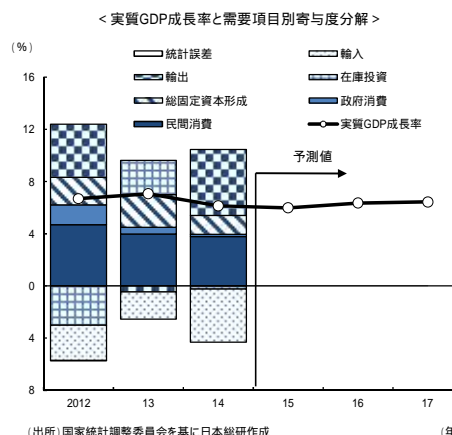 <実質GDP成長率と需要項目別寄与度分解>
(%)
統計誤差 輸入
輸出 在庫投資
総固定資本形成 政府消費
民間消費 実質GDP成長率
予測値
16
12
8
4
0
4
8
2012 13 14 15 16 17
(出所)国家統計調整委員会を基に日本総研作成 (年